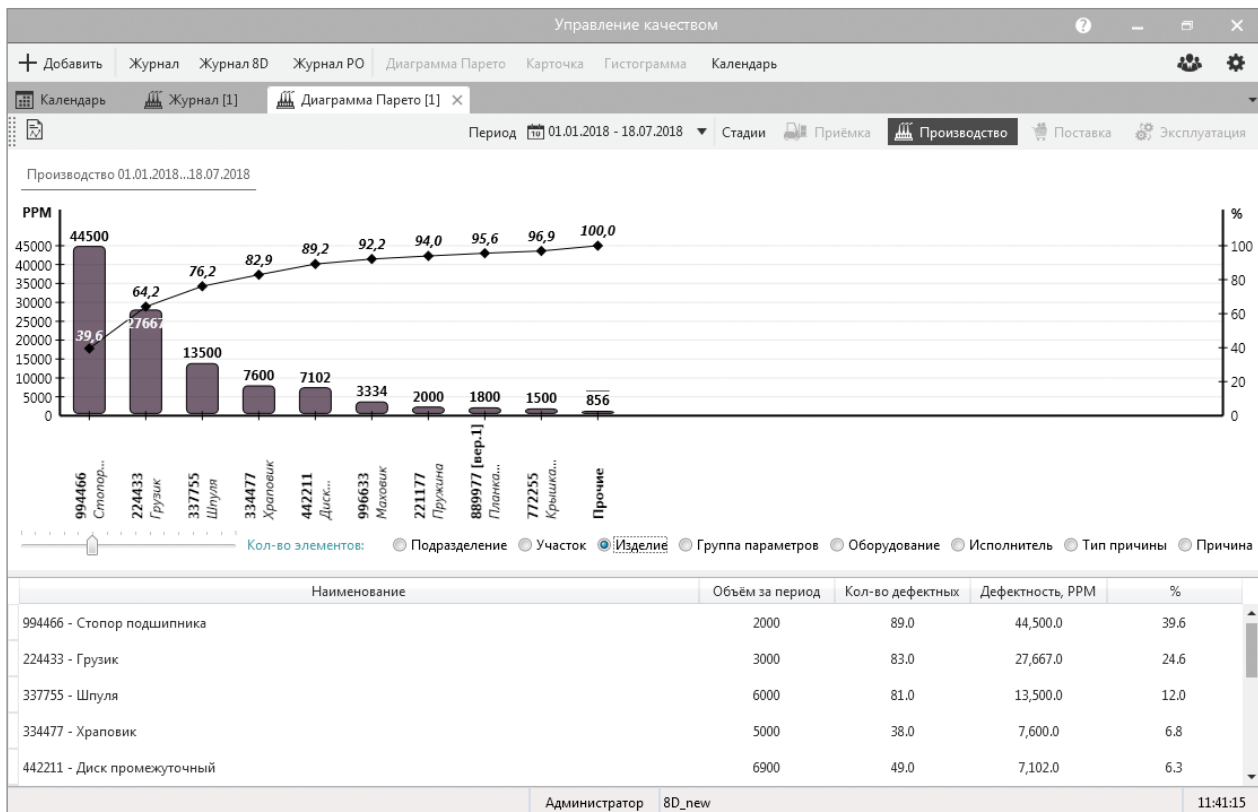 Управление качеством
Добавить Журнал Журнал 8D Журнал РО Диаграмма Парето Карточка Гистограмма Календарь
Календарь Журнал [1] Диаграмма Парето [1]
Период 01.01.2018 - 18.07.2018 Стадии Приёмка Производство Поставка Эксплуатация
Производство 01.01.2018...18.07.2018
PPM %
44500 39,6 64,2 76,2 82,9 89,2 92,2 94,0 95,6 96,9 100,0
45000 100
40000
35000 80
30000
25000 60
20000 40
15000
10000 20
5000
0 0
27667 13500 7600 7102 3334 2000 1800 1500 856
994466 Стопор...
224433 Грузик
337755 Шпуля
334477 Храповик
442211 Диск...
996633 Маховик
221177 Пружина
889977 [вер.1] Планка...
772255 Крышка...
Прочие
Кол-во элементов: Подразделение Участок Изделие Группа параметров Оборудование Исполнитель Тип причины Причина
Наименование Объём за период Кол-во дефектных Дефектность, PPM %
994466 - Стопор подшипника 2000 89.0 44,500.0 39.6
224433 - Грузик 3000 83.0 27,667.0 24.6
337755 - Шпуля 6000 81.0 13,500.0 12.0
334477 - Храповик 5000 38.0 7,600.0 6.8
442211 - Диск промежуточный 6900 49.0 7,102.0 6.3
Администратор 8D_new 11:41:15